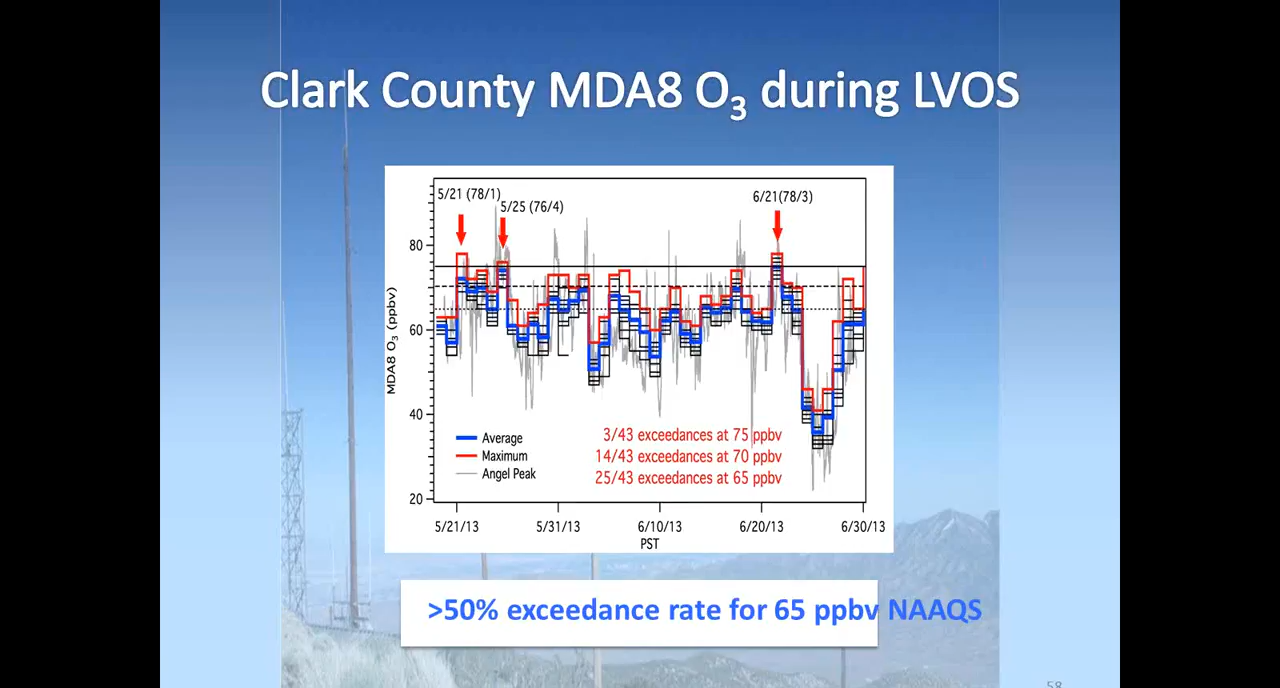 Clark County MDA8 O3 during LVOS
5/21 (78/1)
5/25 (76/4)
6/21(78/3)
80
60
40
20
MDA8 O3 (ppbv)
Average
Maximum
Angel Peak
3/43 exceedances at 75 ppbv
14/43 exceedances at 70 ppbv
25/43 exceedances at 65 ppbv
5/21/13 5/31/13 6/10/13 6/20/13 6/30/13
PST
>50% exceedance rate for 65 ppbv NAAQS
58